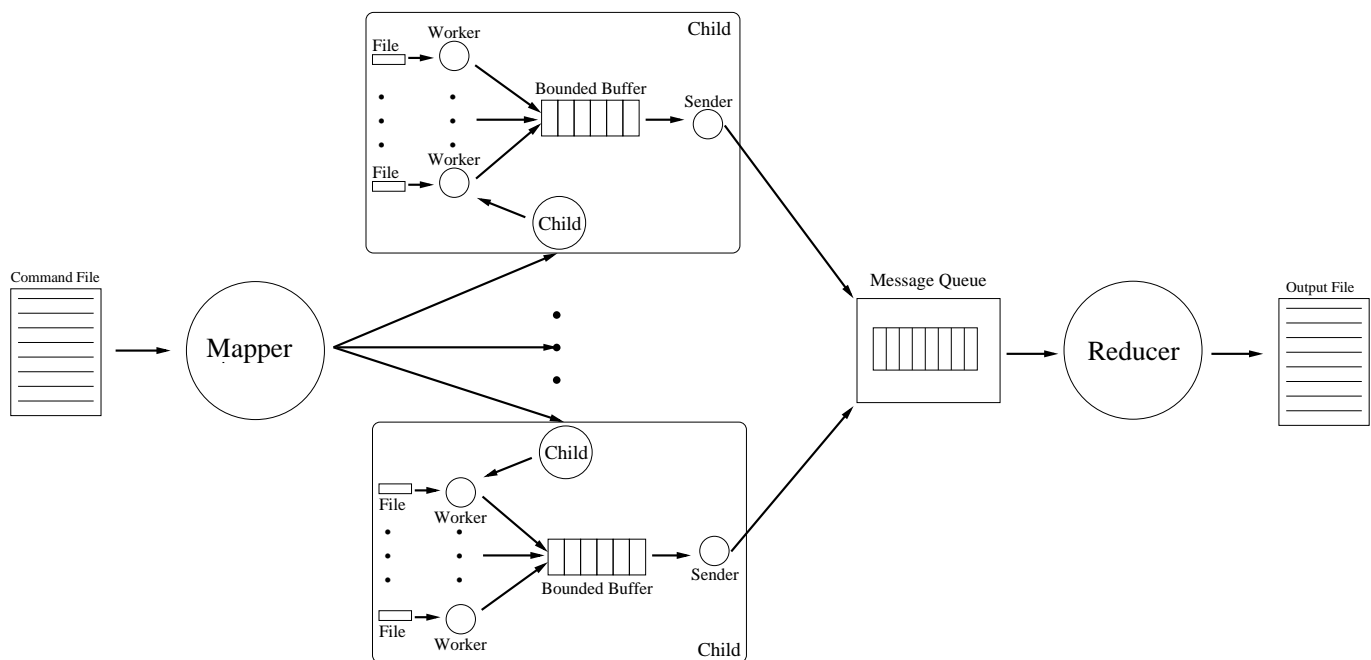 Child
Worker
File
Bounded Buffer
Sender
Worker
File
Child
Command File
Message Queue
Output File
Mapper
Reducer
Child
File
Worker
Bounded Buffer
Sender
File
Worker
Child